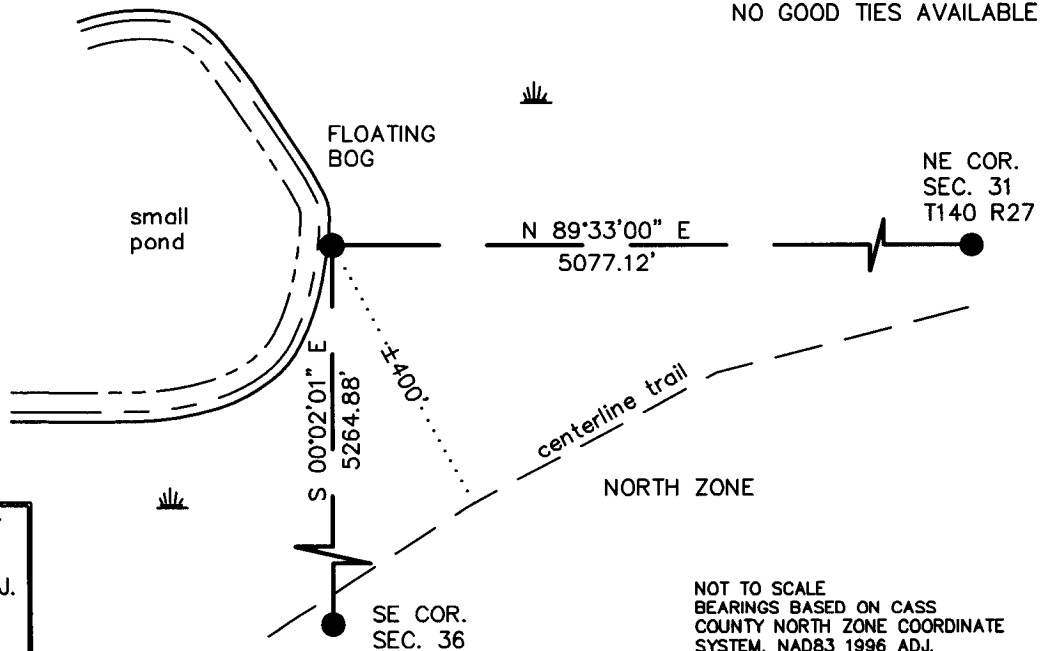 NO GOOD TIES AVAILABLE
FLOATING
BOG
small
pond
NE COR.
SEC. 31
T140 R27
N 89°33'00" E
5077.12'
S 00°02'01" E
5264.88'
±400'
centerline trail
NORTH ZONE
J.
SE COR.
SEC. 36
NOT TO SCALE
BEARINGS BASED ON CASS
COUNTY NORTH ZONE COORDINATE
SYSTEM, NAD83 1996 ADJ.